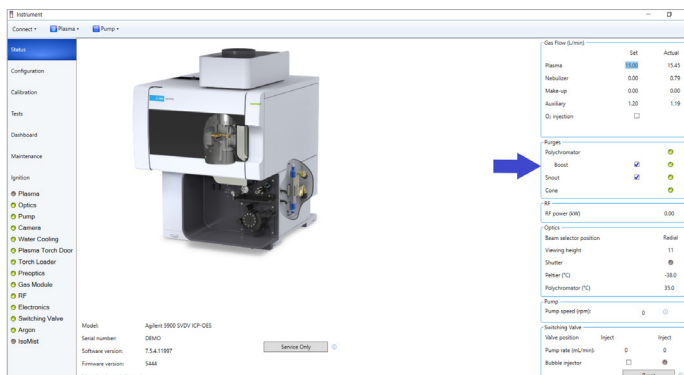 Instrument
Connect Plasma Pump
Status
Configuration
Calibration
Tests
Dashboard
Maintenance
Ignition
Plasma
Optics
Pump
Camera
Water Cooling
Plasma Torch Door
Torch Loader
Preoptics
Gas Module
RF
Electronics
Switching Valve
Argon
IsoMist
Model: Agilent 5900 SVDV ICP-OES
Serial number: DEMO
Software version: 7.5.4.11997
Firmware version: 5444
Service Only
Gas Flow (L/min)
Set Actual
Plasma 15.00 15.45
Nebulizer 0.00 0.79
Make-up 0.00 0.00
Auxiliary 1.20 1.19
O₂ injection
Purges
Polychromator
Boost
Snout
Cone
RF
RF power (kW) 0.00
Optics
Beam selector position Radial
Viewing height 11
Shutter
Peltier (°C) -38.0
Polychromator (°C) 35.0
Pump
Pump speed (rpm): 0
Switching Valve
Valve position Inject Inject
Pump rate (mL/min): 0 0
Bubble injector